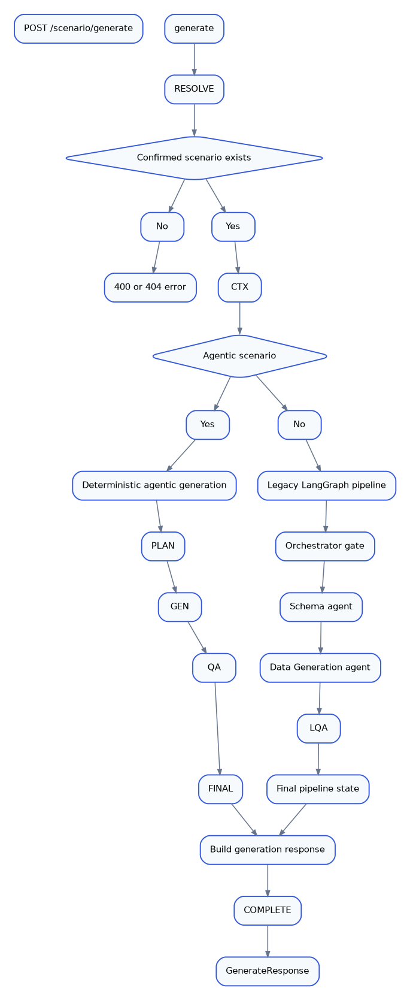 POST /scenario/generate
generate
RESOLVE
Confirmed scenario exists
No
Yes
400 or 404 error
CTX
Agentic scenario
Yes
No
Deterministic agentic generation
Legacy LangGraph pipeline
PLAN
Orchestrator gate
GEN
Schema agent
QA
Data Generation agent
LQA
FINAL
Final pipeline state
Build generation response
COMPLETE
GenerateResponse